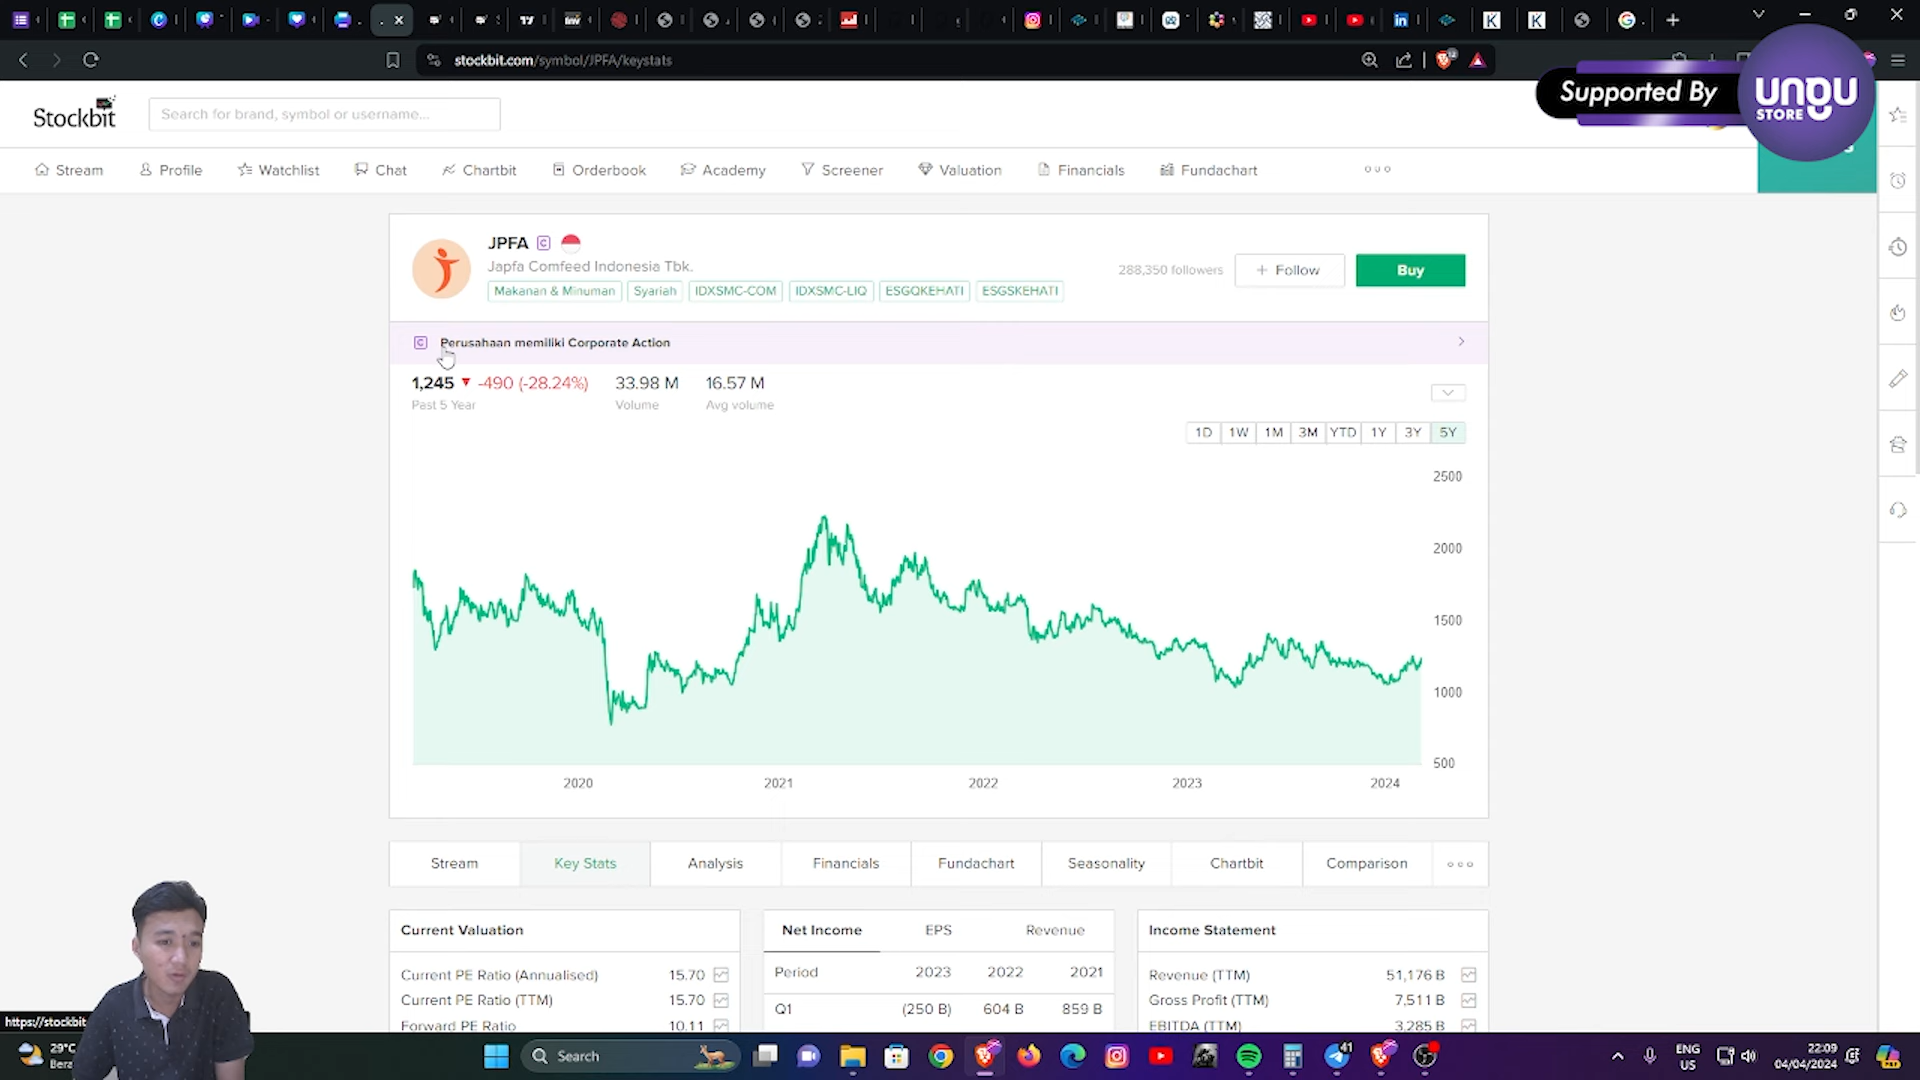 stockbit.com/symbol/JPFA/keystats
Supported By
UNGU
STORE
Stockbit
Search for brand, symbol or username...
Stream
Profile
Watchlist
Chat
Chartbit
Orderbook
Academy
Screener
Valuation
Financials
Fundachart
JPFA
Japfa Comfeed Indonesia Tbk.
Makanan & Minuman
Syariah
IDXSMC-COM
IDXSMC-LIQ
ESGQKEHATI
ESGSKEHATI
288,350 followers
+ Follow
Buy
C Perusahaan memiliki Corporate Action
1,245 ▼ -490 (-28.24%)
33.98 M
16.57 M
Past 5 Year
Volume
Avg volume
1D 1W 1M 3M YTD 1Y 3Y 5Y
2500
2000
1500
1000
500
2020 2021 2022 2023 2024
Stream
Key Stats
Analysis
Financials
Fundachart
Seasonality
Chartbit
Comparison
Current Valuation
Current PE Ratio (Annualised) 15.70
Current PE Ratio (TTM) 15.70
Forward PE Ratio 10.11
Net Income EPS Revenue
Period 2023 2022 2021
Q1 (250 B) 604 B 859 B
Income Statement
Revenue (TTM) 51,176 B
Gross Profit (TTM) 7,511 B
EBITDA (TTM) 3,285 B
https://stockbit
29°C
Search
41
ENG
US
22:09
04/04/2024